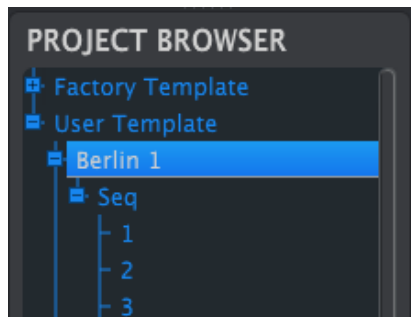 PROJECT BROWSER
Factory Template
User Template
Berlin 1
Seq
1
2
3